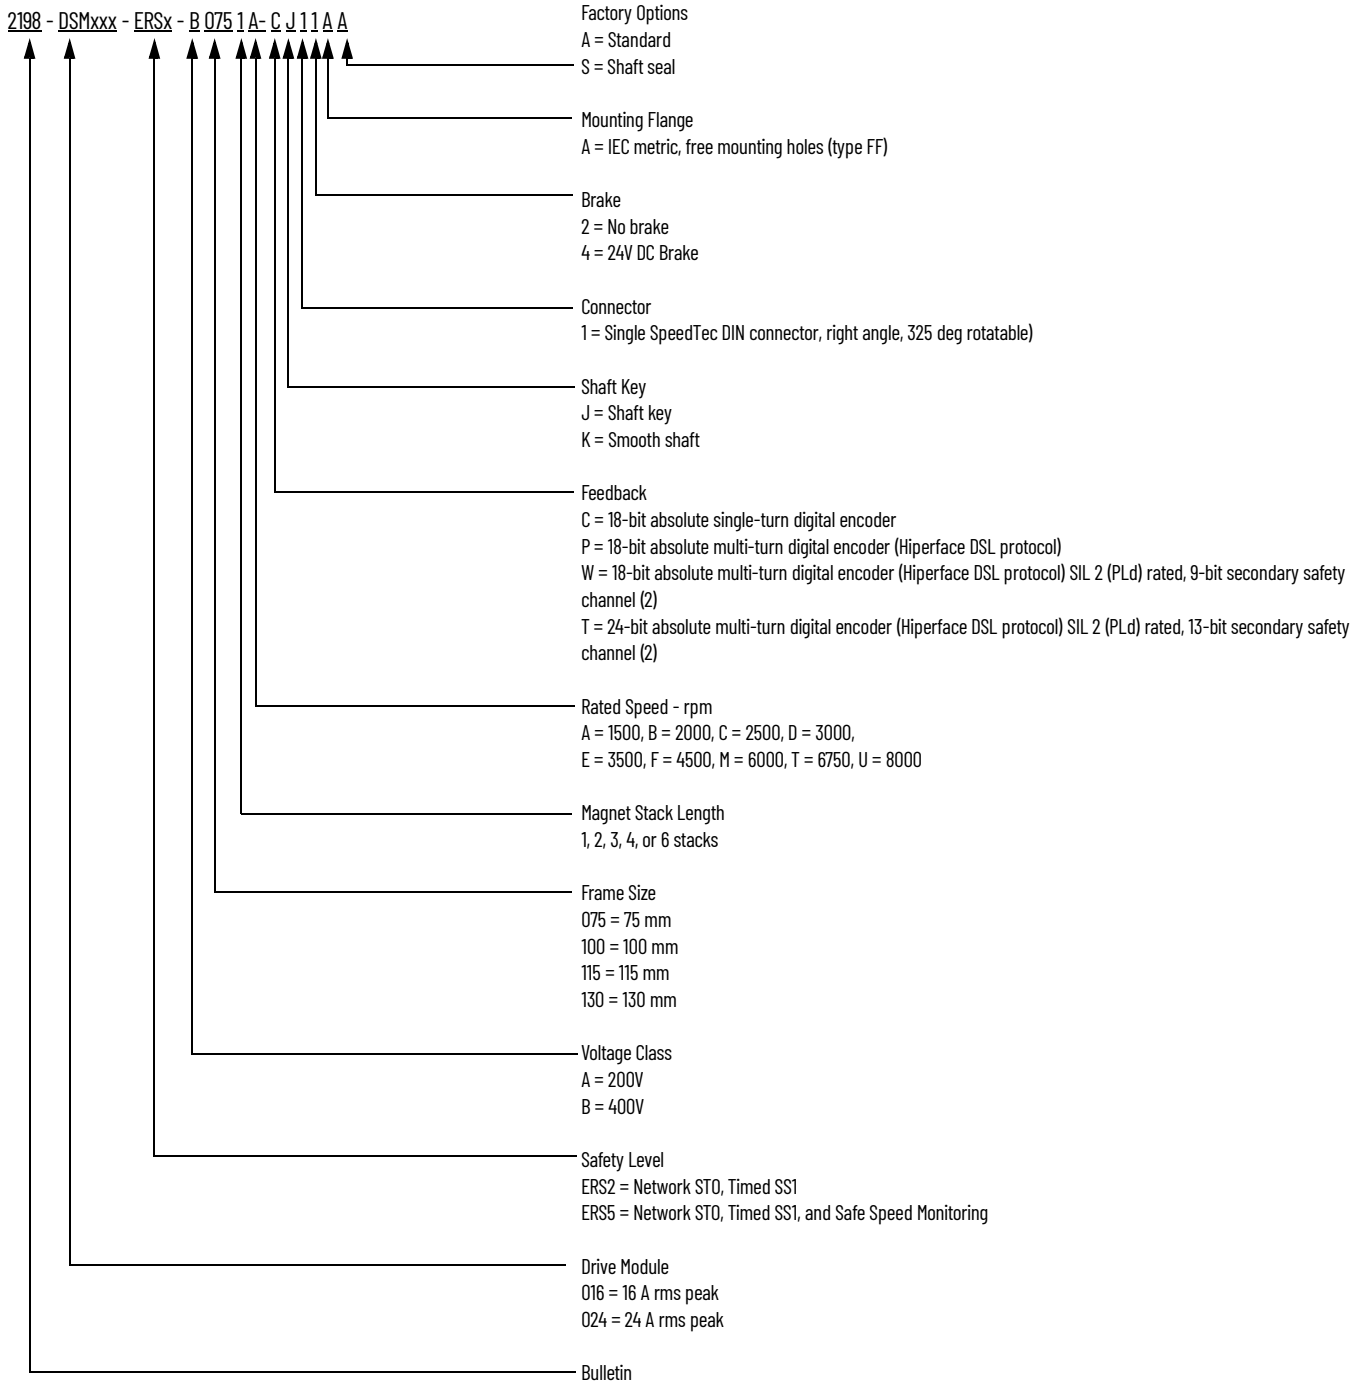 2198 - DSMxxx - ERSx - B 075 1 A- C J 1 1 A A
Factory Options
A = Standard
S = Shaft seal
Mounting Flange
A = IEC metric, free mounting holes (type FF)
Brake
2 = No brake
4 = 24V DC Brake
Connector
1 = Single SpeedTec DIN connector, right angle, 325 deg rotatable)
Shaft Key
J = Shaft key
K = Smooth shaft
Feedback
C = 18-bit absolute single-turn digital encoder
P = 18-bit absolute multi-turn digital encoder (Hiperface DSL protocol)
W = 18-bit absolute multi-turn digital encoder (Hiperface DSL protocol) SIL 2 (PLd) rated, 9-bit secondary safety
channel (2)
T = 24-bit absolute multi-turn digital encoder (Hiperface DSL protocol) SIL 2 (PLd) rated, 13-bit secondary safety
channel (2)
Rated Speed - rpm
A = 1500, B = 2000, C = 2500, D = 3000,
E = 3500, F = 4500, M = 6000, T = 6750, U = 8000
Magnet Stack Length
1, 2, 3, 4, or 6 stacks
Frame Size
075 = 75 mm
100 = 100 mm
115 = 115 mm
130 = 130 mm
Voltage Class
A = 200V
B = 400V
Safety Level
ERS2 = Network STO, Timed SS1
ERS5 = Network STO, Timed SS1, and Safe Speed Monitoring
Drive Module
016 = 16 A rms peak
024 = 24 A rms peak
Bulletin